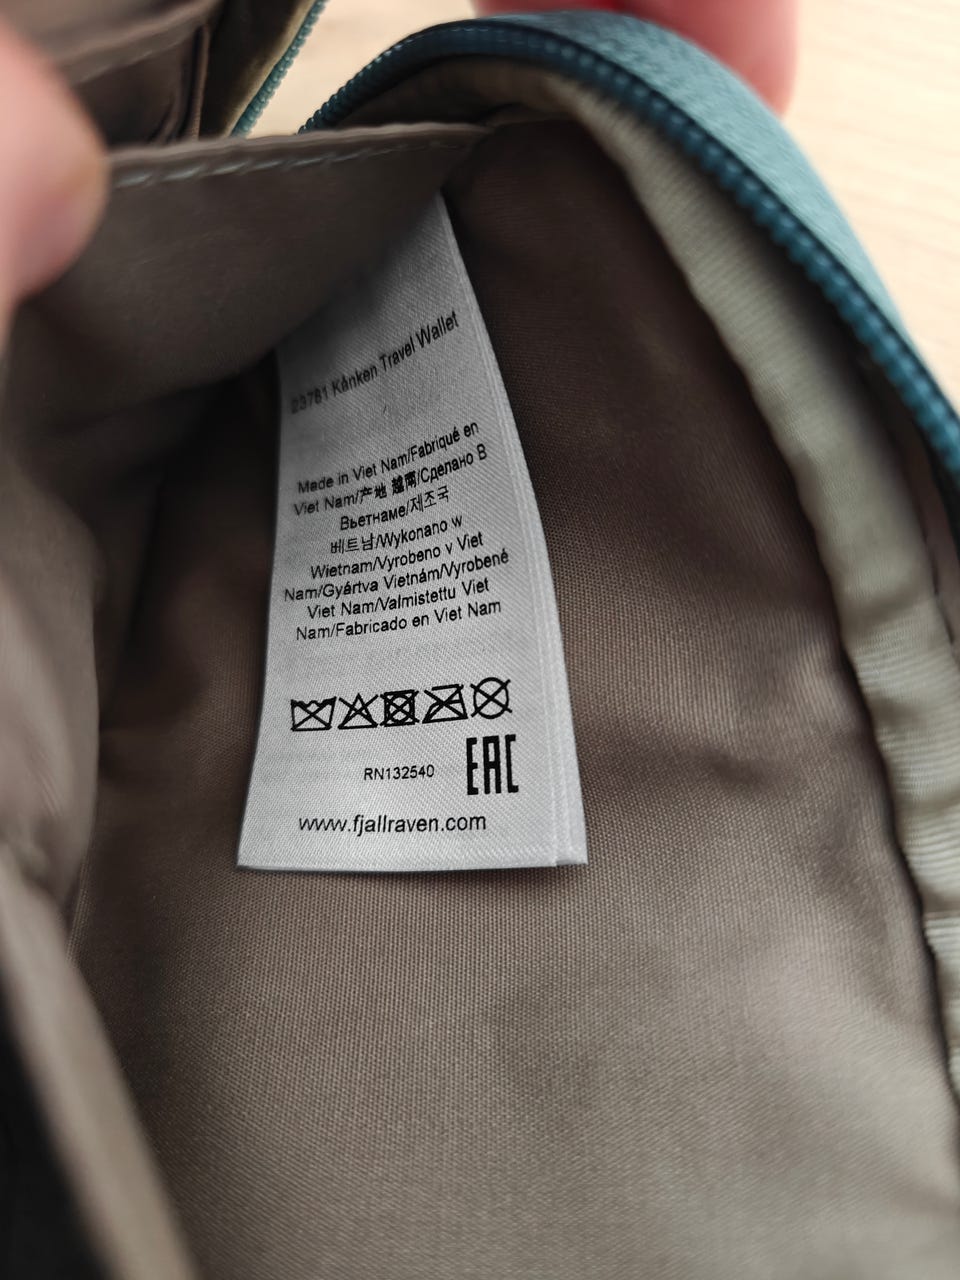 23781 Kånken Travel Wallet
Made in Viet Nam/Fabriqué en
Viet Nam/产地 越南/Сделано В
Вьетнаме/제조국
베트남/Wykonano w
Wietnam/Vyrobeno v Viet
Nam/Gyártva Vietnám/Vyrobené
Viet Nam/Valmistettu Viet
Nam/Fabricado en Viet Nam
RN132540
EAC
www.fjallraven.com